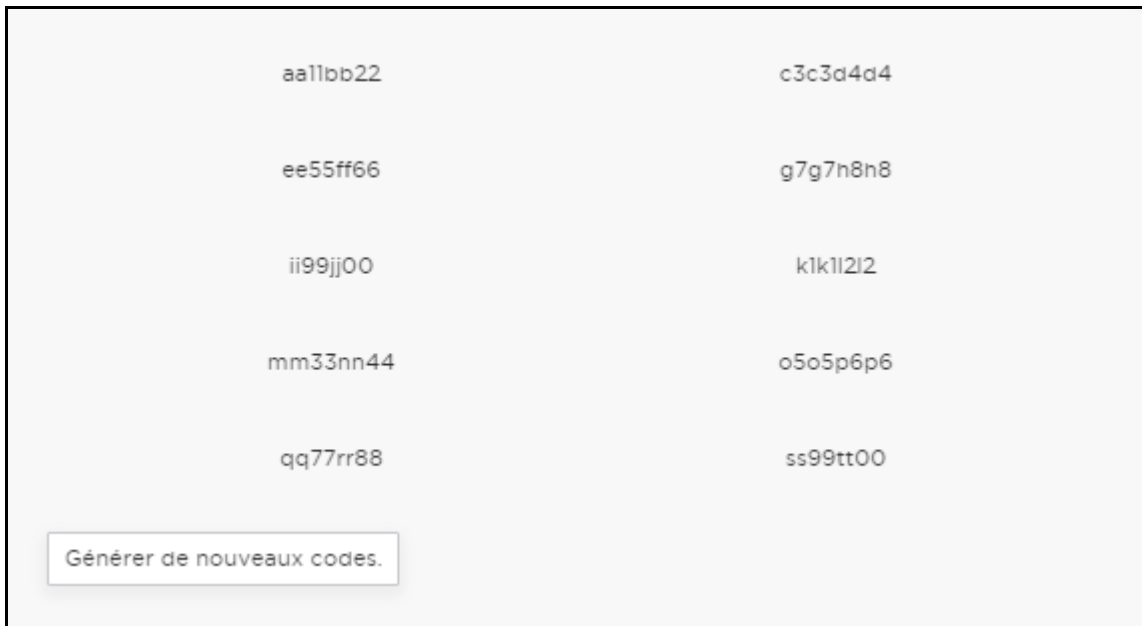 aa11bb22 c3c3d4d4
ee55ff66 g7g7h8h8
ii99jj00 k1k1l2l2
mm33nn44 o5o5p6p6
qq77rr88 ss99tt00
Générer de nouveaux codes.